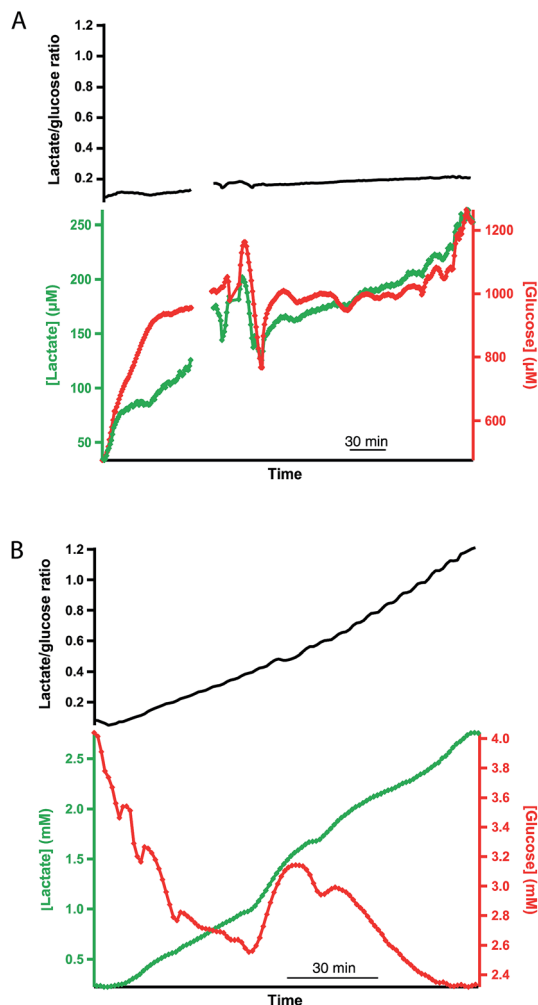 A
Lactate/glucose ratio
1.2
1.0
0.8
0.6
0.4
0.2
[Lactate] (µM)
250
200
150
100
50
1200
1000
800
600
[Glucose]
(µM)
30 min
Time
B
Lactate/glucose ratio
1.2
1.0
0.8
0.6
0.4
0.2
[Lactate] (mM)
2.5
2.0
1.5
1.0
0.5
4.0
3.8
3.6
3.4
3.2
3.0
2.8
2.6
2.4
[Glucose] (mM)
30 min
Time